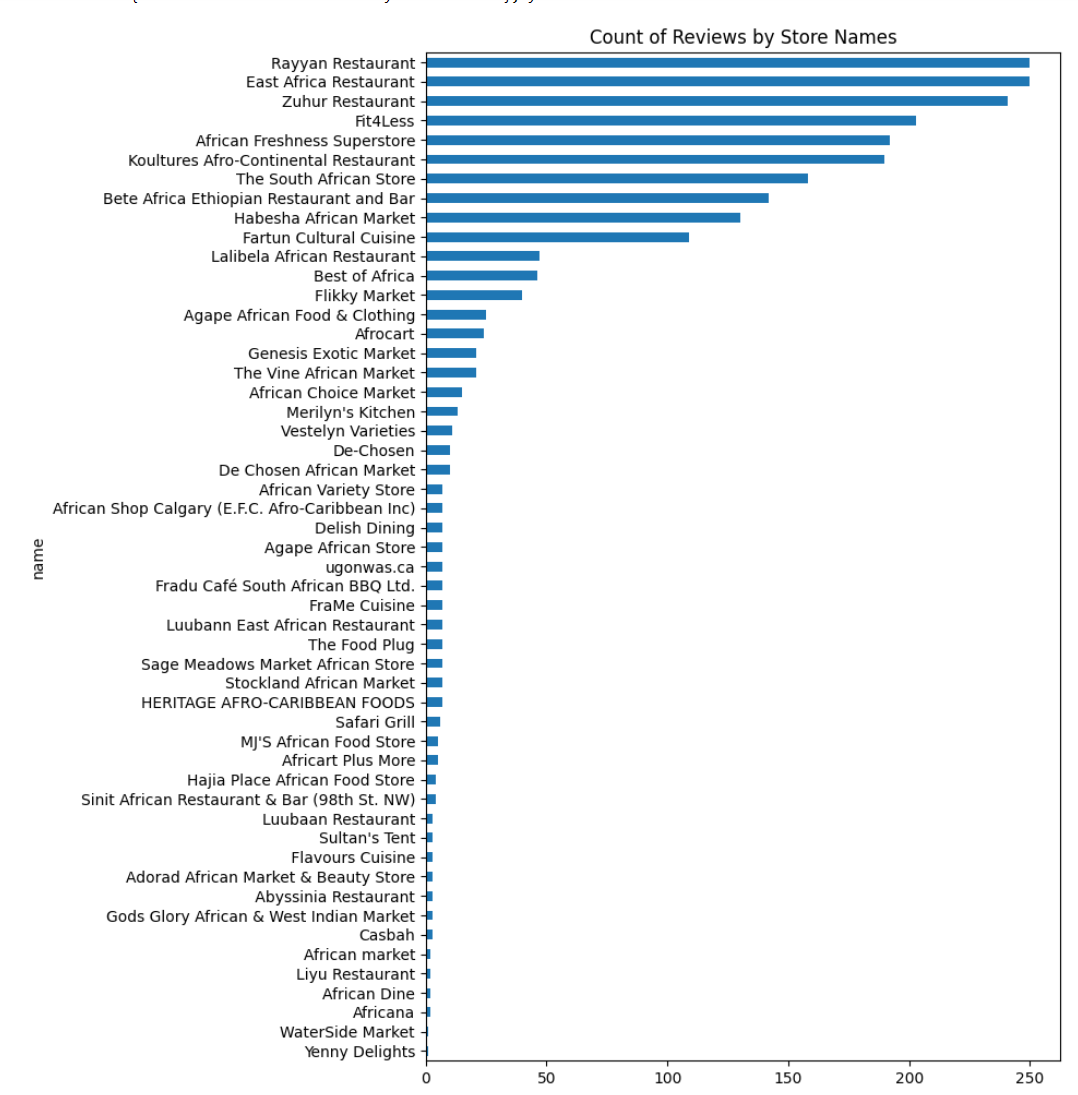 Count of Reviews by Store Names
Rayyan Restaurant
East Africa Restaurant
Zuhur Restaurant
Fit4Less
African Freshness Superstore
Koultures Afro-Continental Restaurant
The South African Store
Bete Africa Ethiopian Restaurant and Bar
Habesha African Market
Fartun Cultural Cuisine
Lalibela African Restaurant
Best of Africa
Flikky Market
Agape African Food & Clothing
Afrocart
Genesis Exotic Market
The Vine African Market
African Choice Market
Merilyn's Kitchen
Vestelyn Varieties
De-Chosen
De Chosen African Market
African Variety Store
African Shop Calgary (E.F.C. Afro-Caribbean Inc)
Delish Dining
Agape African Store
ugonwas.ca
Fradu Café South African BBQ Ltd.
FraMe Cuisine
Luubann East African Restaurant
The Food Plug
Sage Meadows Market African Store
Stockland African Market
HERITAGE AFRO-CARIBBEAN FOODS
Safari Grill
MJ'S African Food Store
Africart Plus More
Hajia Place African Food Store
Sinit African Restaurant & Bar (98th St. NW)
Luubaan Restaurant
Sultan's Tent
Flavours Cuisine
Adorad African Market & Beauty Store
Abyssinia Restaurant
Gods Glory African & West Indian Market
Casbah
African market
Liyu Restaurant
African Dine
Africana
WaterSide Market
Yenny Delights
name
0 50 100 150 200 250